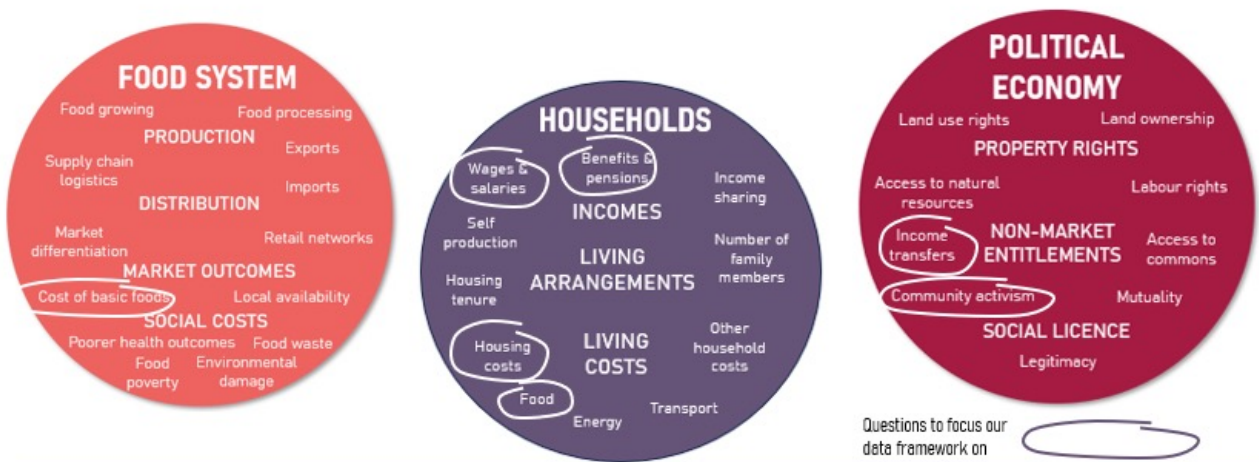 FOOD SYSTEM
Food growing
Food processing
PRODUCTION
Exports
Supply chain
logistics
Imports
DISTRIBUTION
Market
differentiation
Retail networks
MARKET OUTCOMES
Cost of basic foods
Local availability
SOCIAL COSTS
Poorer health outcomes
Food waste
Food
poverty
Environmental
damage
HOUSEHOLDS
Wages &
salaries
Benefits &
pensions
Income
sharing
INCOMES
Self
production
Number of
family
members
LIVING
ARRANGEMENTS
Housing
tenure
Housing
costs
LIVING
COSTS
Other
household
costs
Food
Energy
Transport
POLITICAL
ECONOMY
Land use rights
Land ownership
PROPERTY RIGHTS
Access to natural
resources
Labour rights
Income
transfers
NON-MARKET
ENTITLEMENTS
Access to
commons
Community activism
Mutuality
SOCIAL LICENCE
Legitimacy
Questions to focus our
data framework on